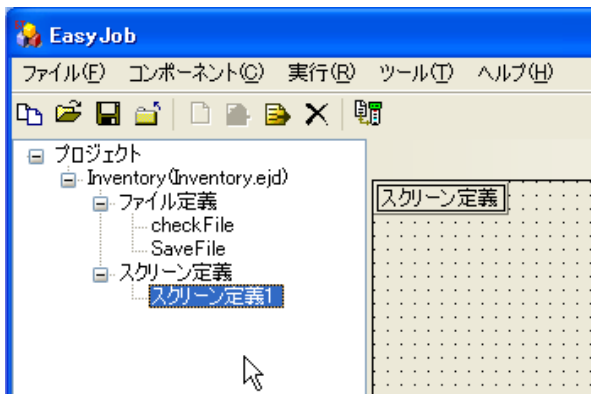 EasyJob
ファイル(F) コンポーネント(C) 実行(R) ツール(T) ヘルプ(H)
プロジェクト
Inventory(Inventory.ejd)
ファイル定義
checkFile
SaveFile
スクリーン定義
スクリーン定義1
スクリーン定義